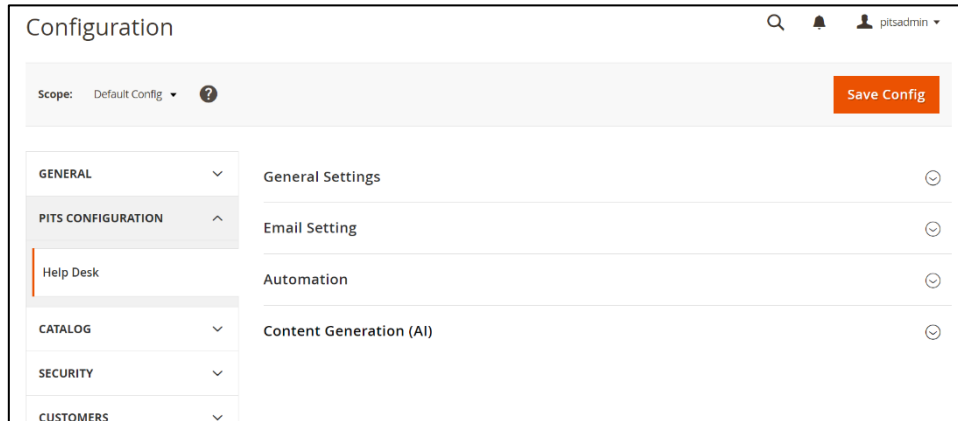 Configuration
pitsadmin
Scope: Default Config ?
Save Config
GENERAL
PITS CONFIGURATION
Help Desk
CATALOG
SECURITY
CUSTOMERS
General Settings
Email Setting
Automation
Content Generation (AI)